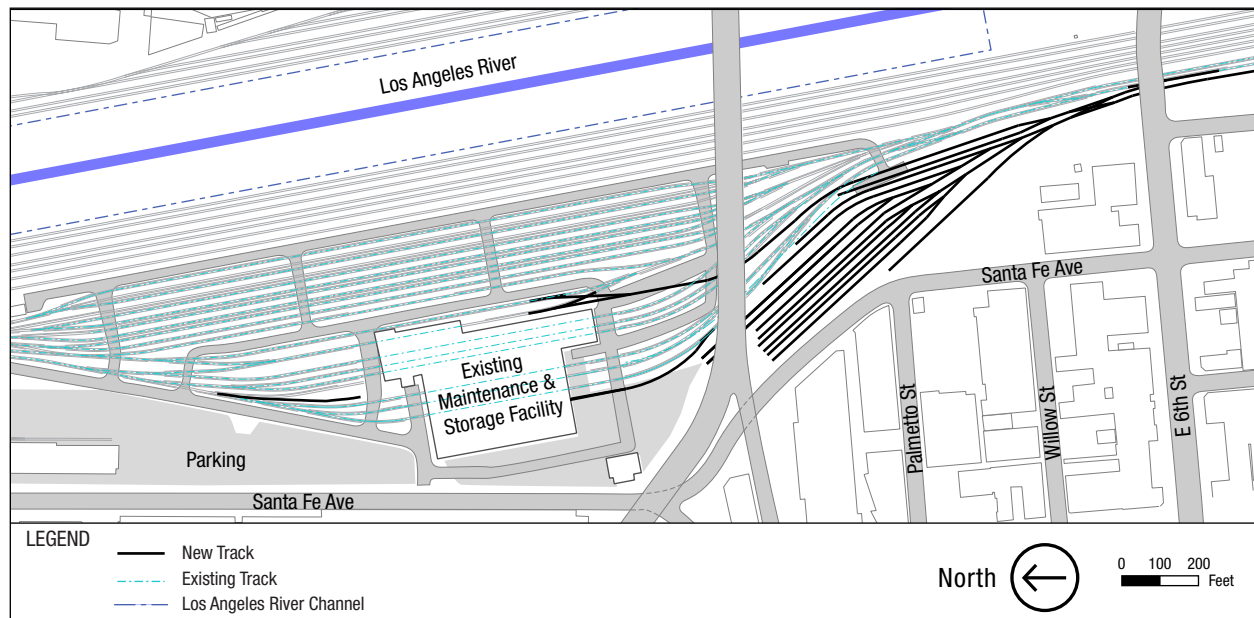 Los Angeles River
Santa Fe Ave
Existing
Maintenance &
Storage Facility
Palmetto St
Willow St
E 6th St
Parking
Santa Fe Ave
LEGEND
New Track
Existing Track
Los Angeles River Channel
North
0 100 200
Feet